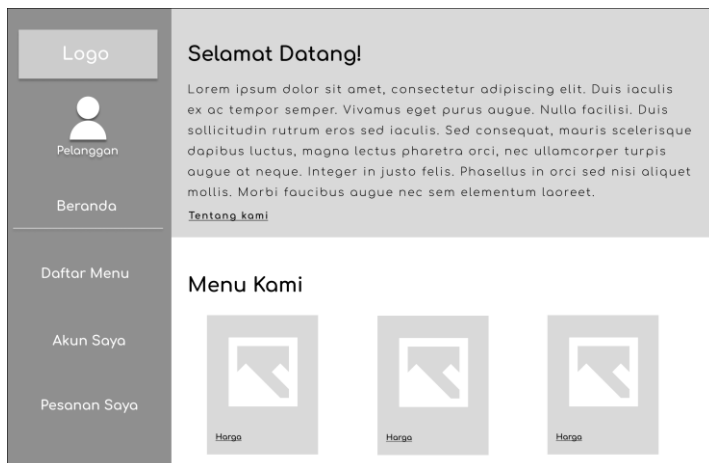 Logo
Pelanggan
Beranda
Daftar Menu
Akun Saya
Pesanan Saya
Selamat Datang!
Lorem ipsum dolor sit amet, consectetur adipiscing elit. Duis iaculis
ex ac tempor semper. Vivamus eget purus augue. Nulla facilisi. Duis
sollicitudin rutrum eros sed iaculis. Sed consequat, mauris scelerisque
dapibus luctus, magna lectus pharetra orci, nec ullamcorper turpis
augue at neque. Integer in justo felis. Phasellus in orci sed nisi aliquet
mollis. Morbi faucibus augue nec sem elementum laoreet.
Tentang kami
Menu Kami
Harga
Harga
Harga